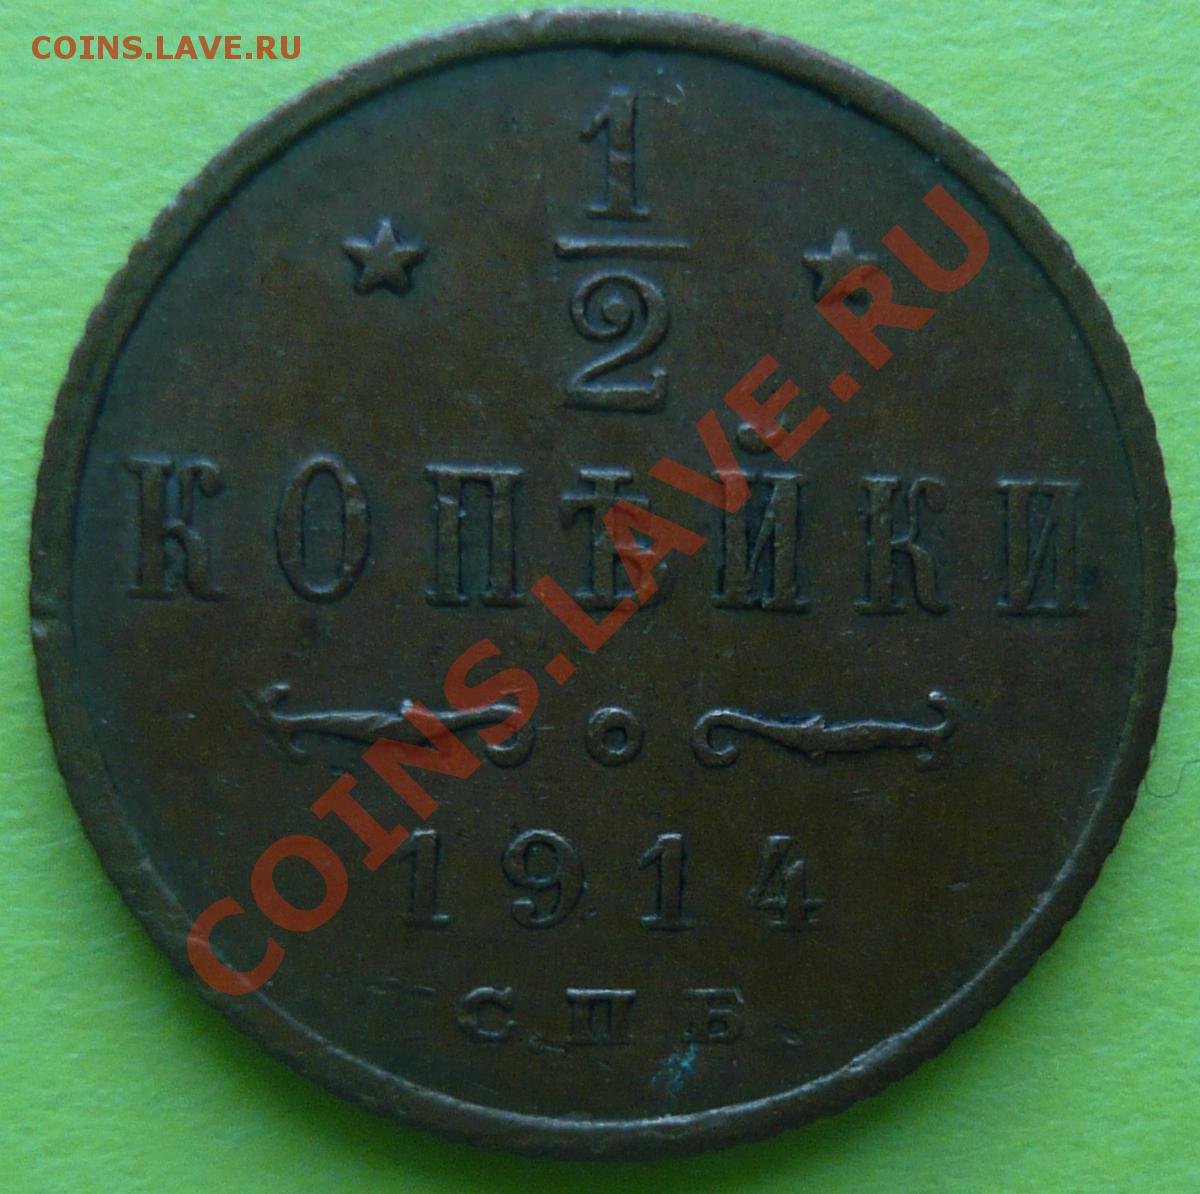 COINS.LAVE.RU
1
2
КОПѢЙКИ
1914
СПБ
COINS.LAVE.RU